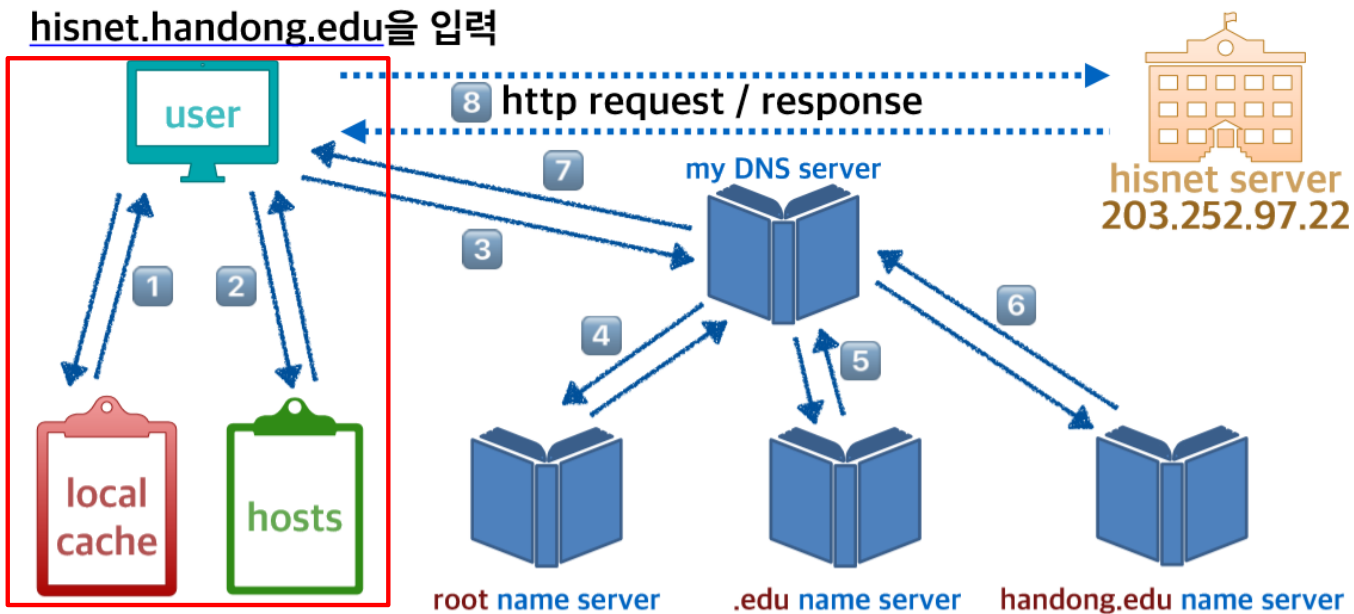 hisnet.handong.edu을 입력
user
8 http request / response
hisnet server
203.252.97.22
my DNS server
7
3
1
2
4
5
6
local
cache
hosts
root name server
.edu name server
handong.edu name server